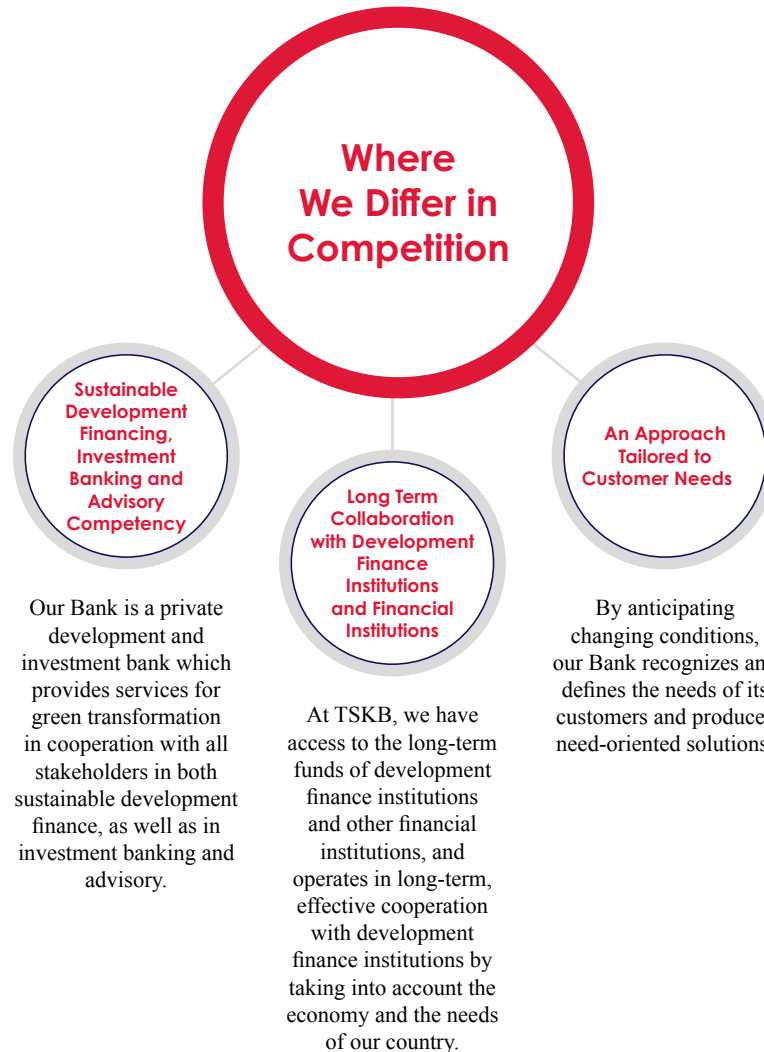 Where
We Differ in
Competition
Sustainable
Development
Financing,
Investment
Banking and
Advisory
Competency
Our Bank is a private
development and
investment bank which
provides services for
green transformation
in cooperation with all
stakeholders in both
sustainable development
finance, as well as in
investment banking and
advisory.
Long Term
Collaboration
with Development
Finance
Institutions
and Financial
Institutions
At TSKB, we have
access to the long-term
funds of development
finance institutions
and other financial
institutions, and
operates in long-term,
effective cooperation
with development
finance institutions by
taking into account the
economy and the needs
of our country.
An Approach
Tailored to
Customer Needs
By anticipating
changing conditions,
our Bank recognizes an
defines the needs of its
customers and produce
need-oriented solutions